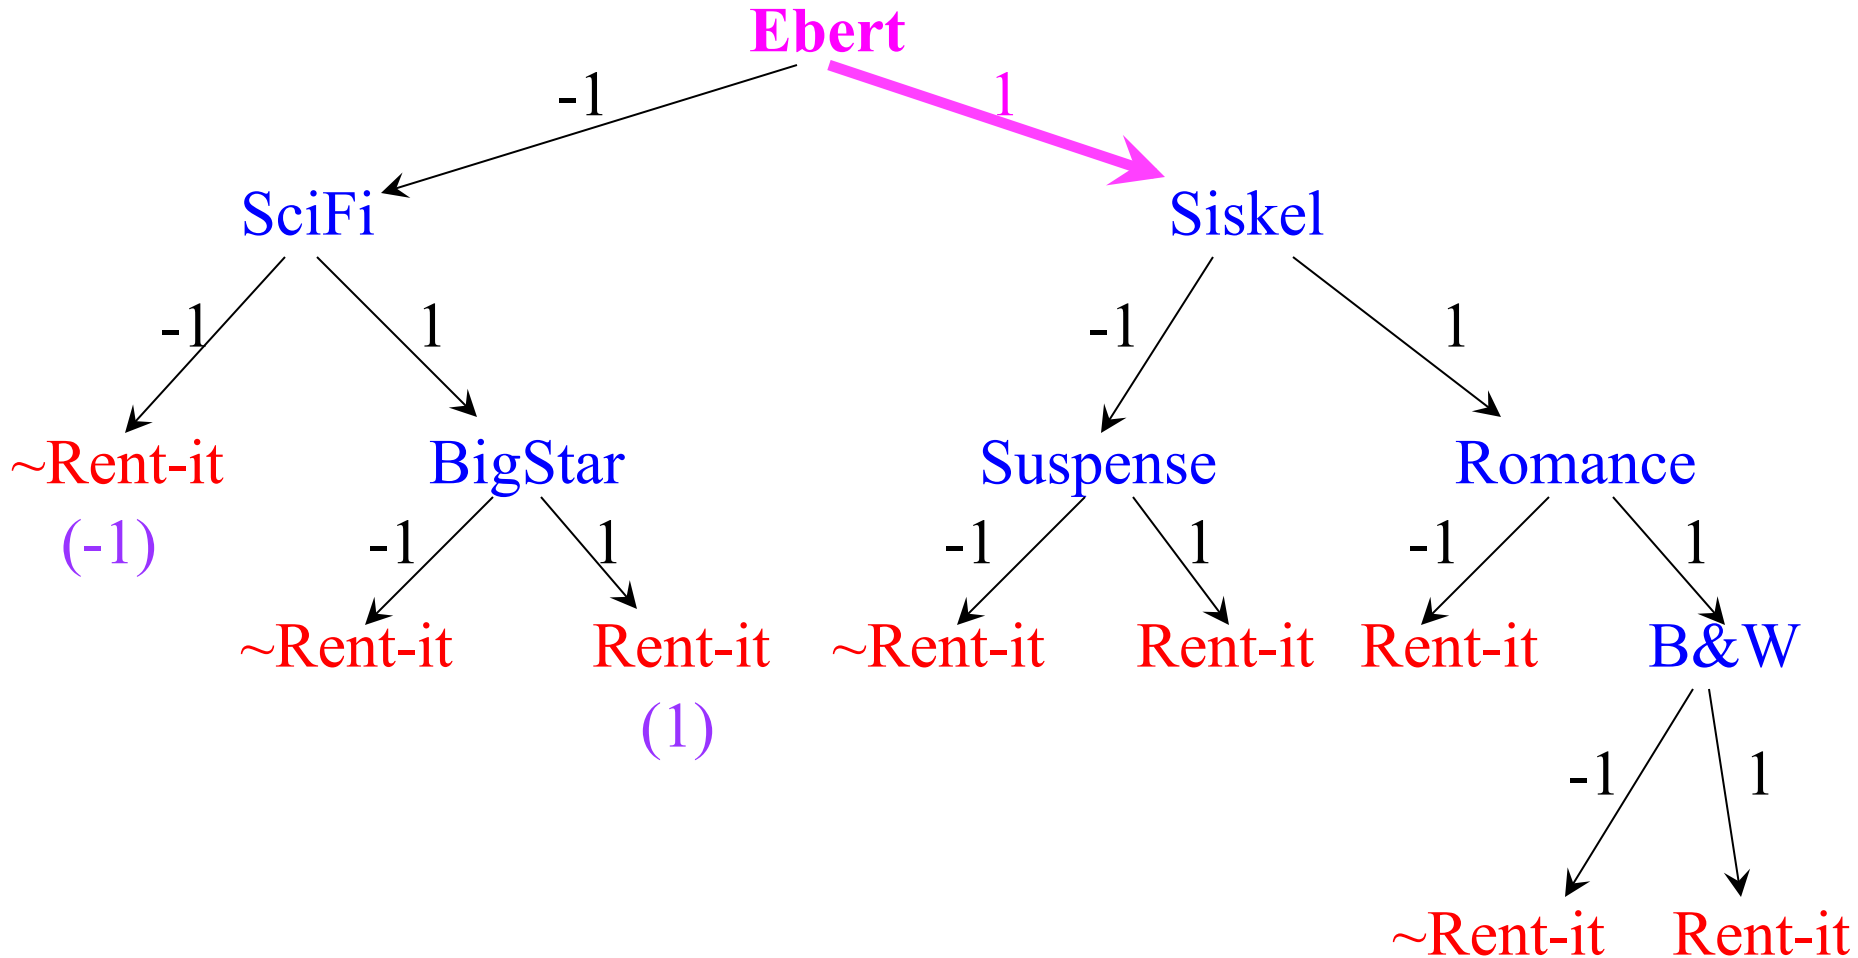 Ebert
-1 1
SciFi Siskel
-1 1 -1 1
~Rent-it BigStar Suspense Romance
(-1) -1 1 -1 1 -1 1
~Rent-it Rent-it ~Rent-it Rent-it Rent-it B&W
(1)
-1 1
~Rent-it Rent-it